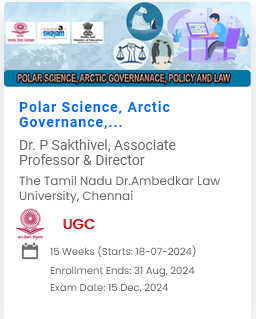 swayam
POLAR SCIENCE, ARCTIC GOVERNANAGE, POLICY AND LAW
Polar Science, Arctic
Governance,...
Dr. P Sakthivel, Associate
Professor & Director
The Tamil Nadu Dr.Ambedkar Law
University, Chennai
UGC
15 Weeks (Starts: 18-07-2024)
Enrollment Ends: 31 Aug, 2024
Exam Date: 15 Dec, 2024